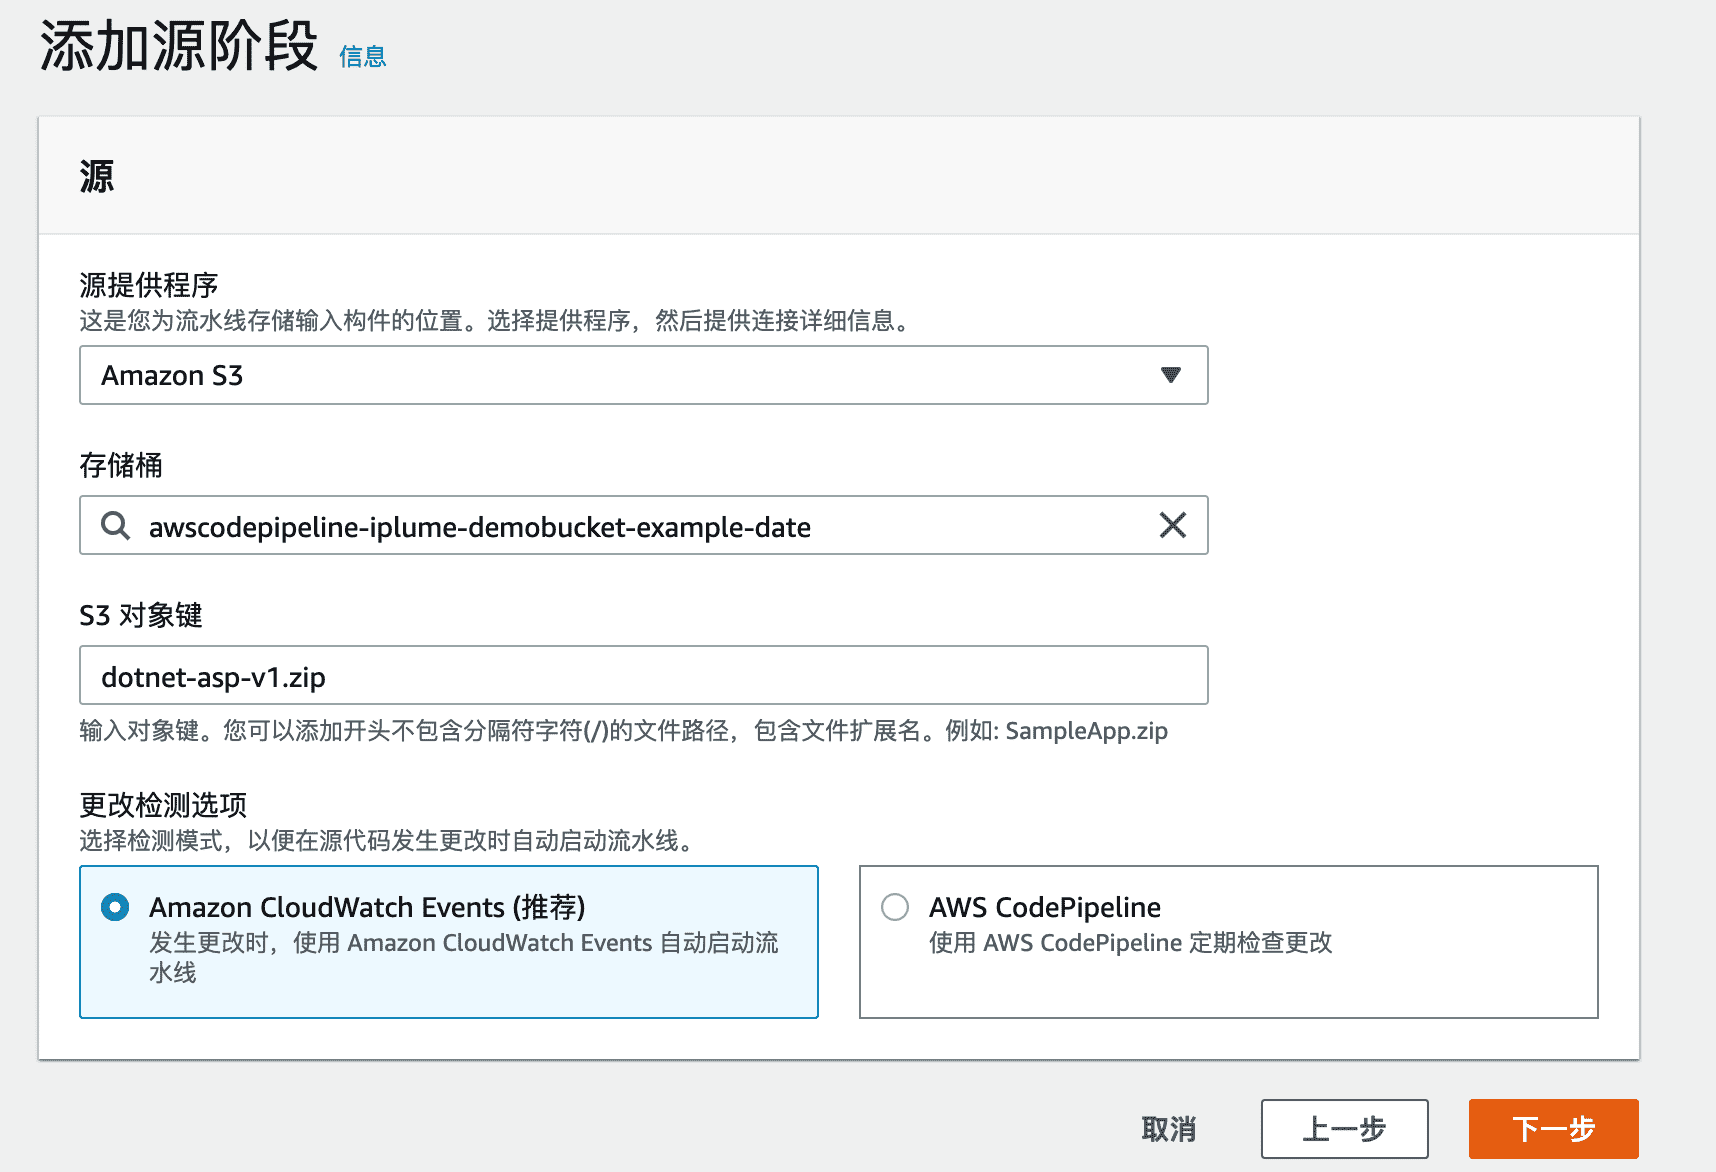 添加源阶段 信息
源
源提供程序
这是您为流水线存储输入构件的位置。选择提供程序，然后提供连接详细信息。
Amazon S3
存储桶
awscodepipeline-iplume-demobucket-example-date
S3 对象键
dotnet-asp-v1.zip
输入对象键。您可以添加开头不包含分隔符字符(/)的文件路径，包含文件扩展名。例如: SampleApp.zip
更改检测选项
选择检测模式，以便在源代码发生更改时自动启动流水线。
Amazon CloudWatch Events (推荐)
发生更改时，使用 Amazon CloudWatch Events 自动启动流
水线
AWS CodePipeline
使用 AWS CodePipeline 定期检查更改
取消
上一步
下一步